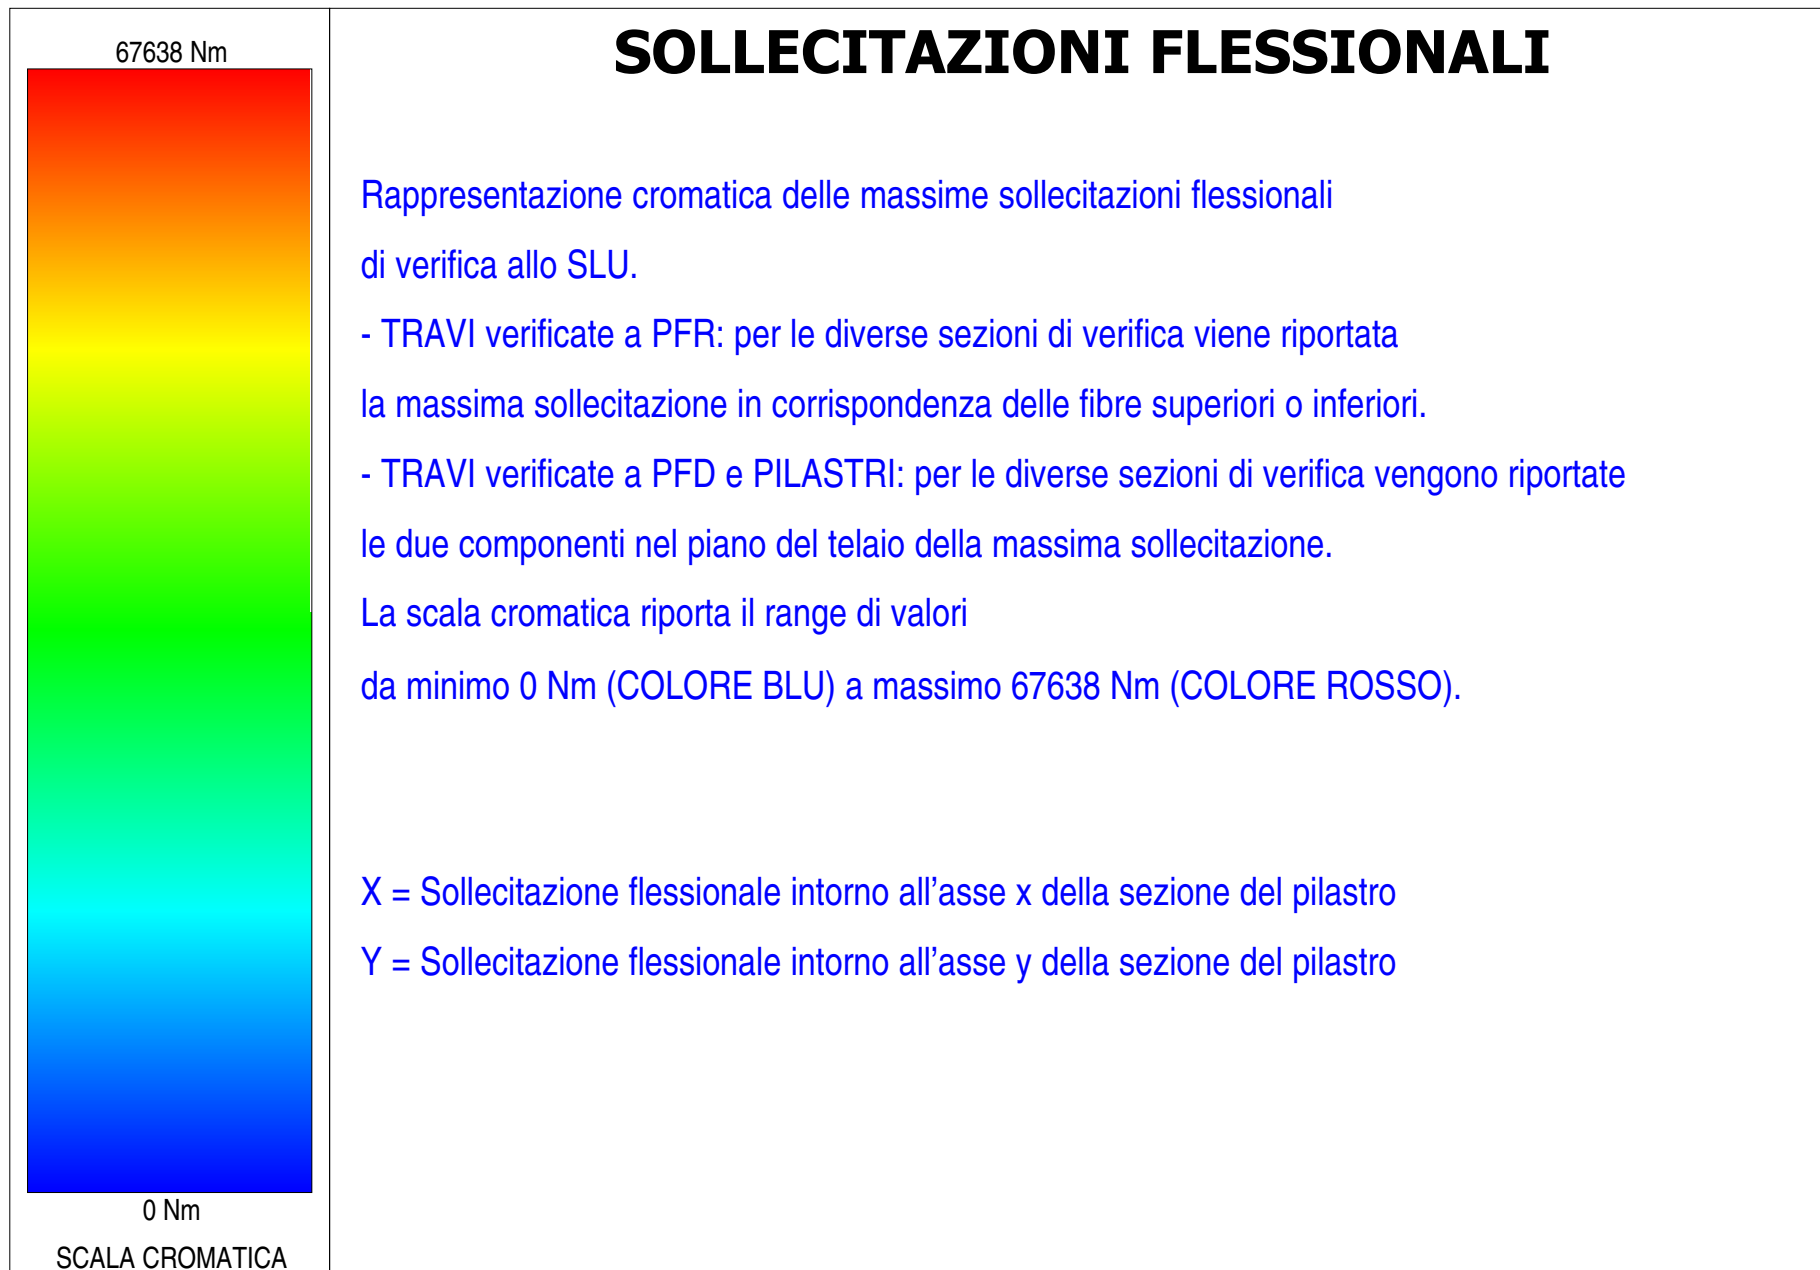 67638 Nm
SOLLECITAZIONI FLESSIONALI
Rappresentazione cromatica delle massime sollecitazioni flessionali
di verifica allo SLU.
- TRAVI verificate a PFR: per le diverse sezioni di verifica viene riportata
la massima sollecitazione in corrispondenza delle fibre superiori o inferiori.
- TRAVI verificate a PFD e PILASTRI: per le diverse sezioni di verifica vengono riportate
le due componenti nel piano del telaio della massima sollecitazione.
La scala cromatica riporta il range di valori
da minimo 0 Nm (COLORE BLU) a massimo 67638 Nm (COLORE ROSSO).
X = Sollecitazione flessionale intorno all'asse x della sezione del pilastro
Y = Sollecitazione flessionale intorno all'asse y della sezione del pilastro
0 Nm
SCALA CROMATICA